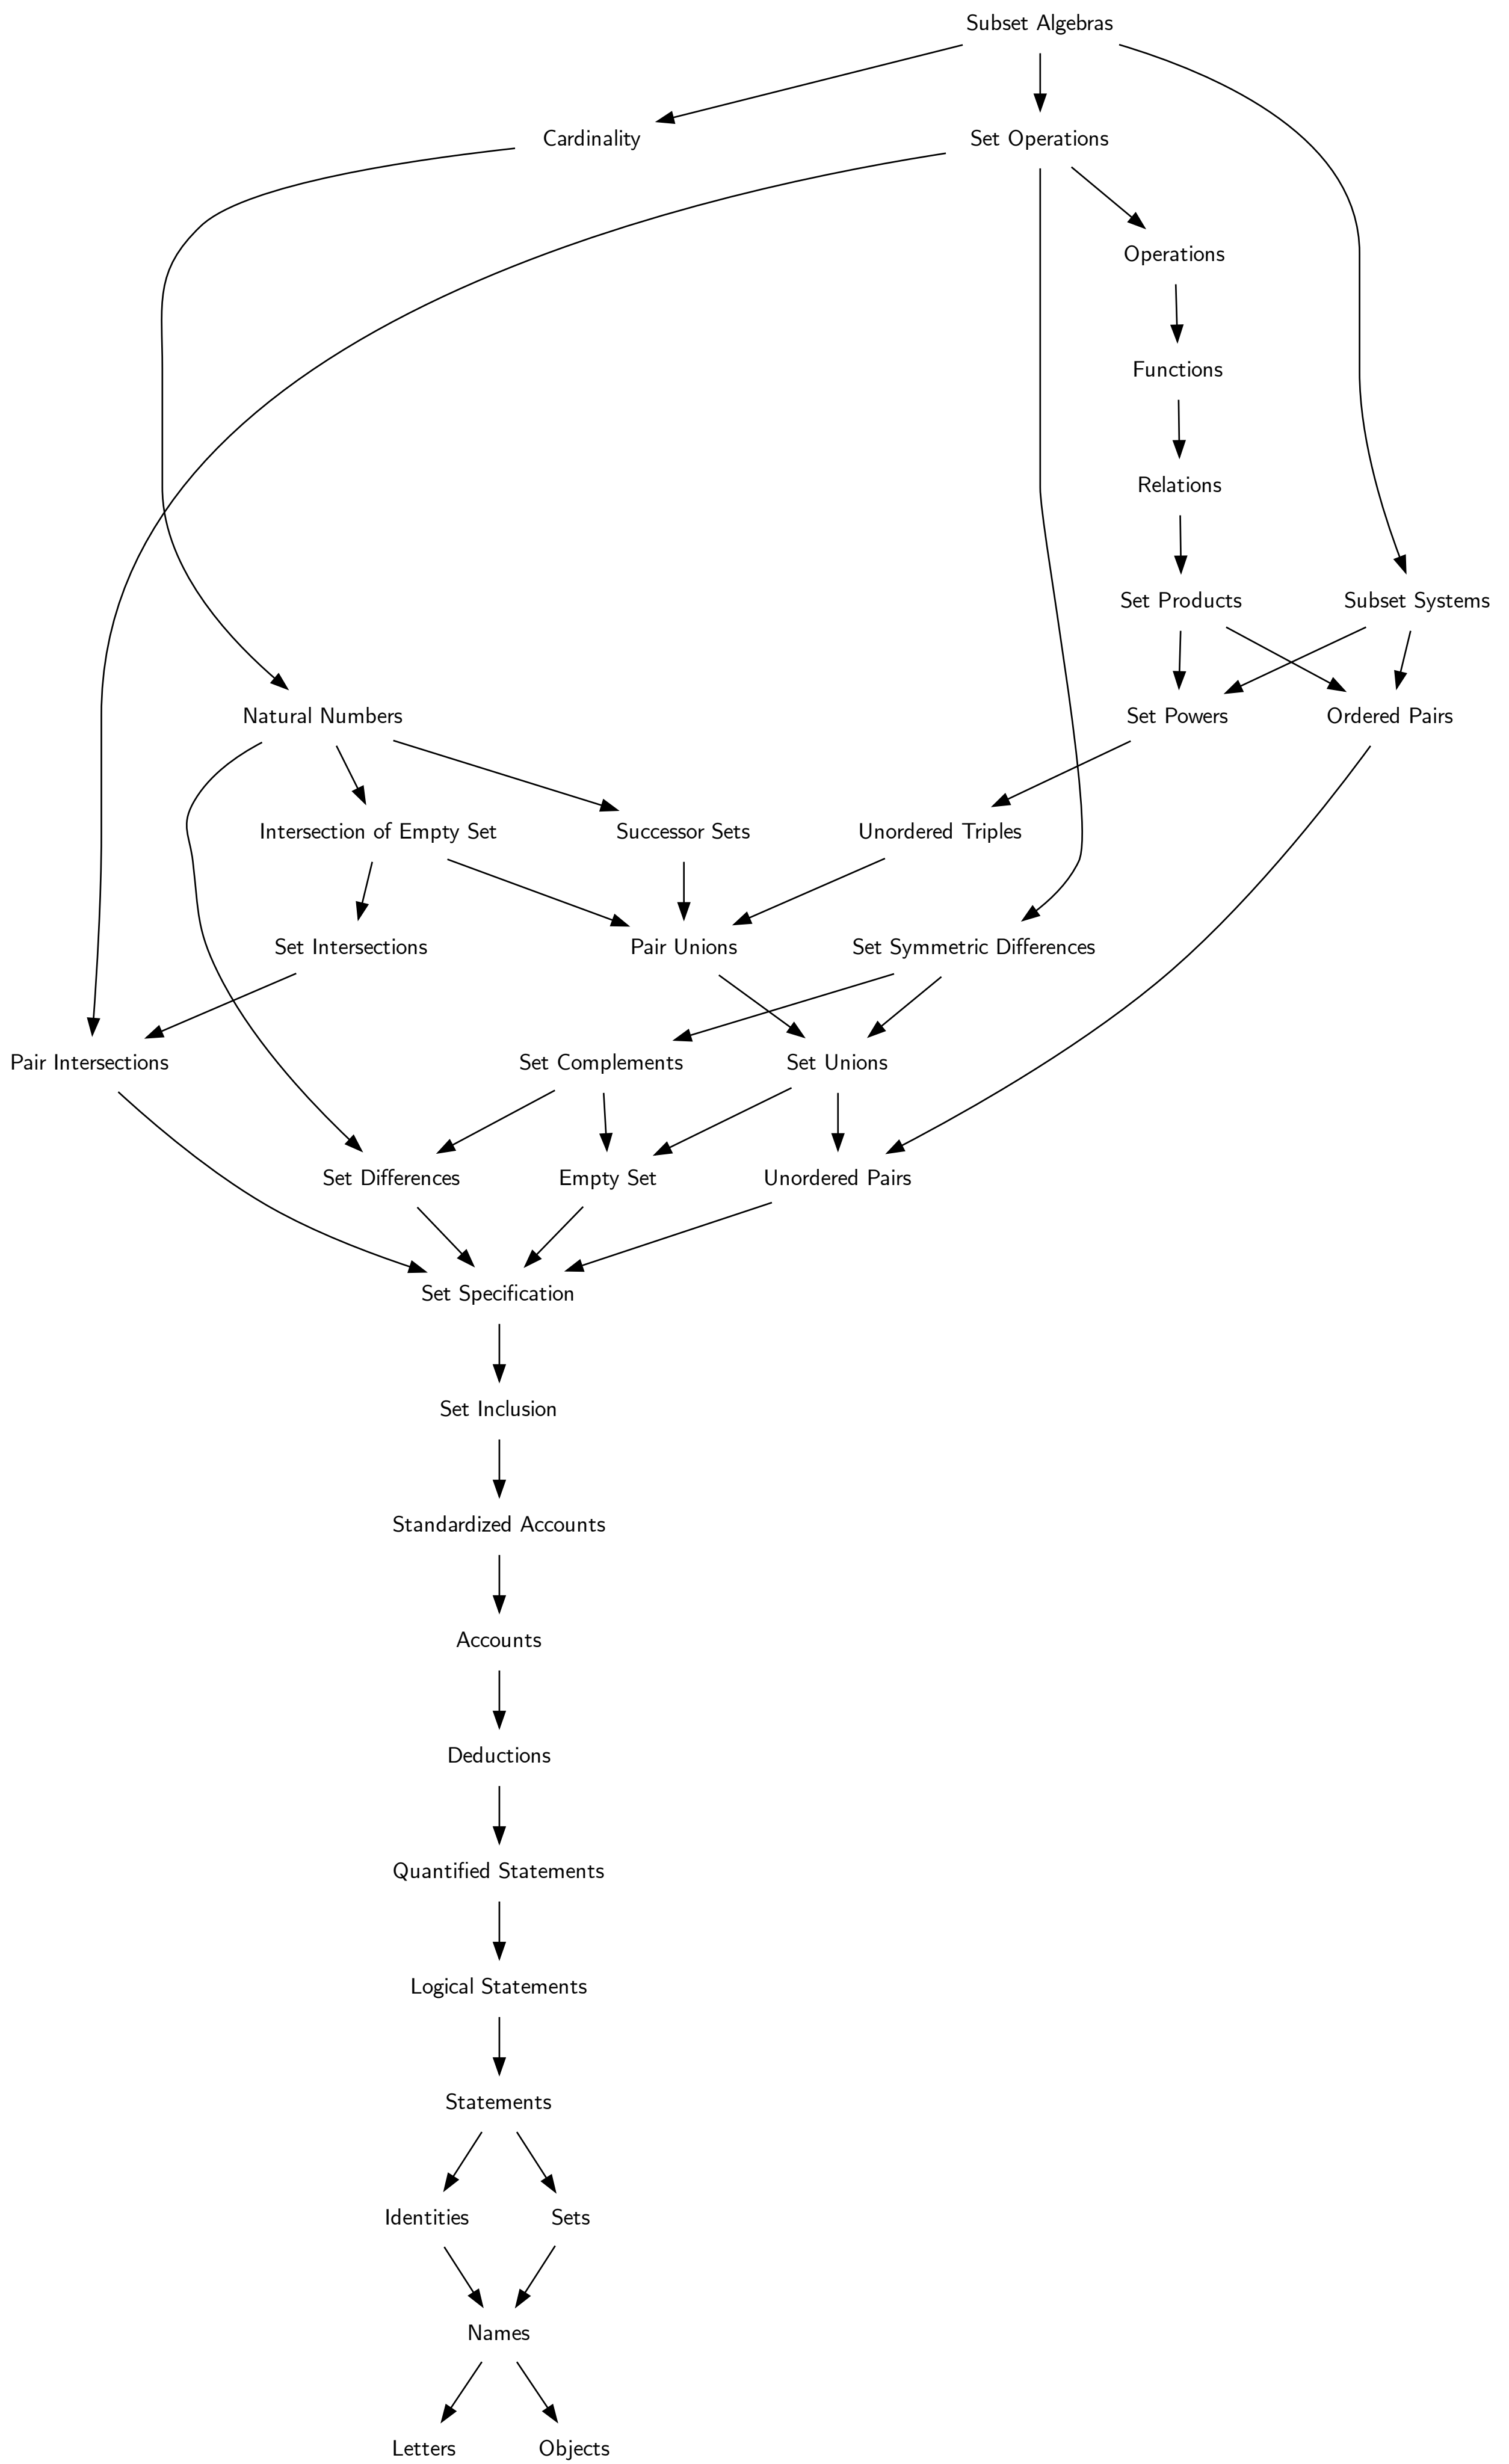 Subset Algebras
Cardinality
Set Operations
Operations
Functions
Relations
Set Products
Subset Systems
Natural Numbers
Set Powers
Ordered Pairs
Intersection of Empty Set
Successor Sets
Unordered Triples
Set Intersections
Pair Unions
Set Symmetric Differences
Pair Intersections
Set Complements
Set Unions
Set Differences
Empty Set
Unordered Pairs
Set Specification
Set Inclusion
Standardized Accounts
Accounts
Deductions
Quantified Statements
Logical Statements
Statements
Identities
Sets
Names
Letters
Objects